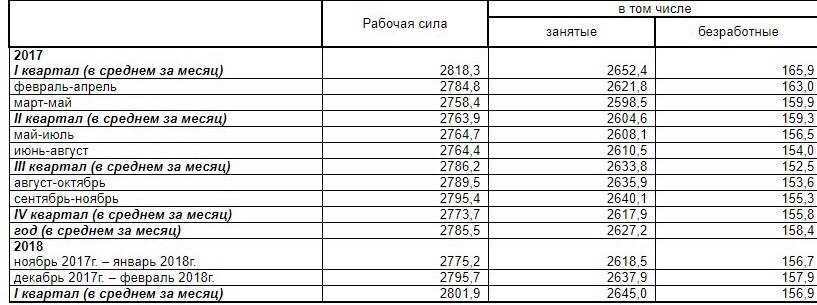 Рабочая сила в том числе
занятые безработные
2017
I квартал (в среднем за месяц) 2818,3 2652,4 165,9
февраль-апрель 2784,8 2621,8 163,0
март-май 2758,4 2598,5 159,9
II квартал (в среднем за месяц) 2763,9 2604,6 159,3
май-июль 2764,7 2608,1 156,5
июнь-август 2764,4 2610,5 154,0
III квартал (в среднем за месяц) 2786,2 2633,8 152,5
август-октябрь 2789,5 2635,9 153,6
сентябрь-ноябрь 2795,4 2640,1 155,3
IV квартал (в среднем за месяц) 2773,7 2617,9 155,8
год (в среднем за месяц) 2785,5 2627,2 158,4
2018
ноябрь 2017г. – январь 2018г. 2775,2 2618,5 156,7
декабрь 2017г. – февраль 2018г. 2795,7 2637,9 157,9
I квартал (в среднем за месяц) 2801,9 2645,0 156,9